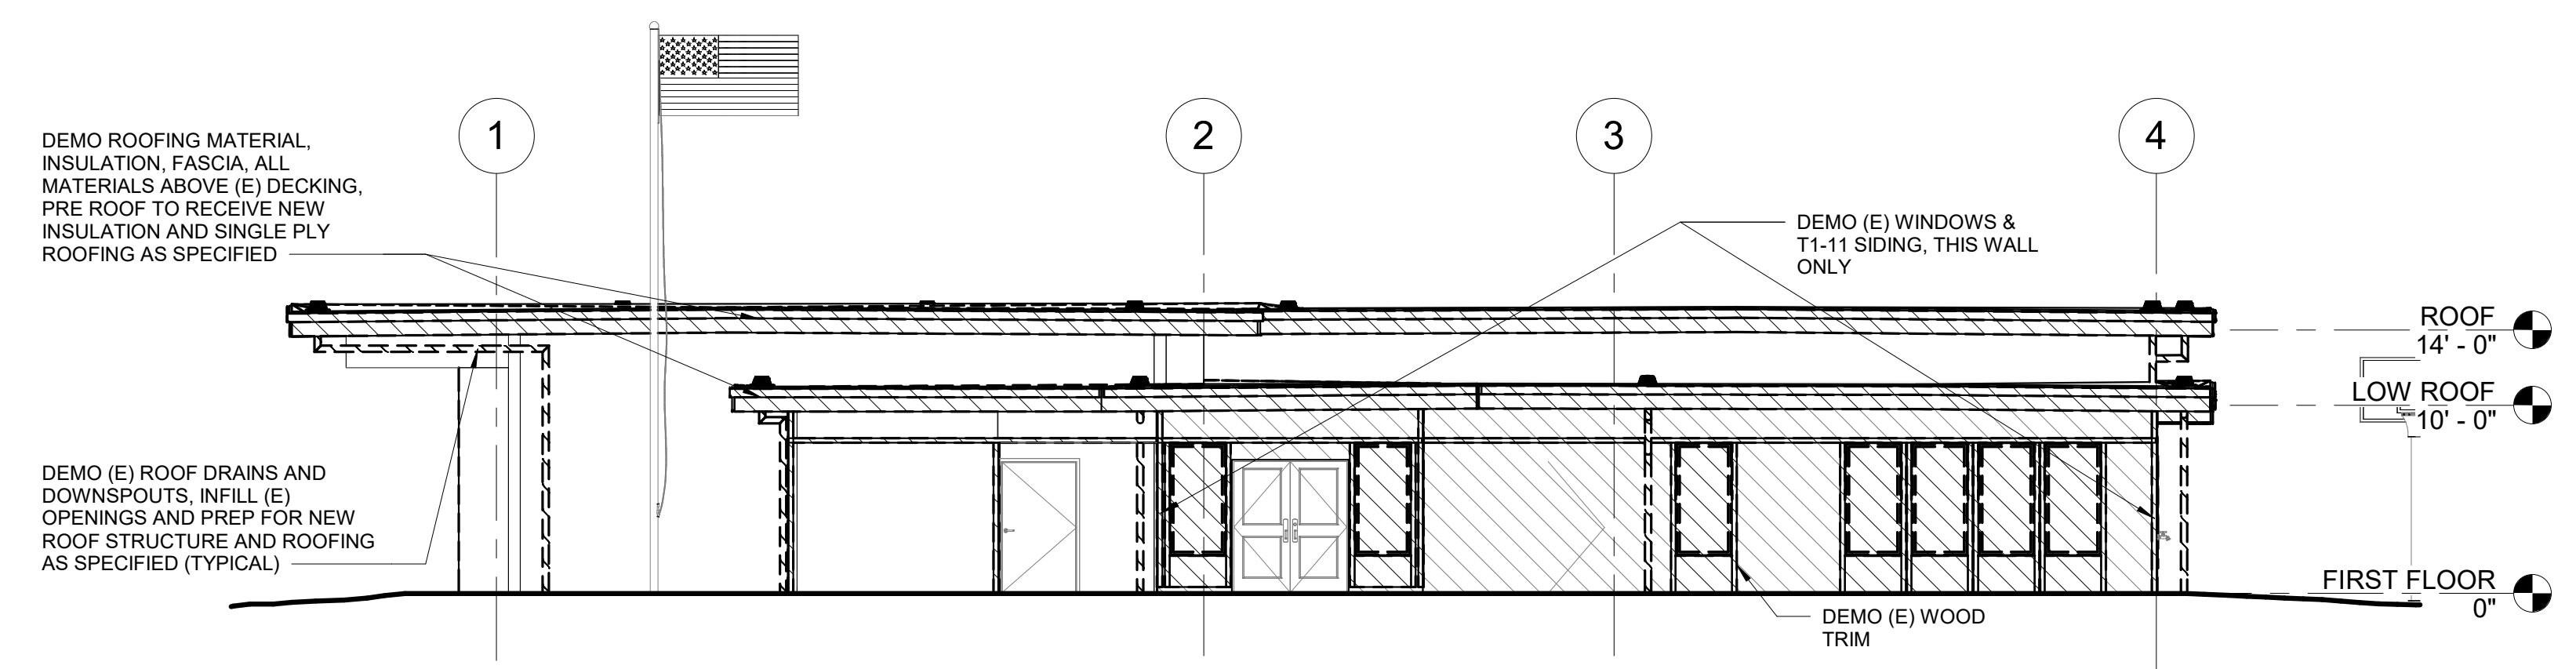 1
2
3
4
DEMO ROOFING MATERIAL,
INSULATION, FASCIA, ALL
MATERIALS ABOVE (E) DECKING,
PRE ROOF TO RECEIVE NEW
INSULATION AND SINGLE PLY
ROOFING AS SPECIFIED
DEMO (E) WINDOWS &
T1-11 SIDING, THIS WALL
ONLY
ROOF
14' - 0"
LOW ROOF
10' - 0"
DEMO (E) ROOF DRAINS AND
DOWNSPOUTS, INFILL (E)
OPENINGS AND PREP FOR NEW
ROOF STRUCTURE AND ROOFING
AS SPECIFIED (TYPICAL)
FIRST FLOOR
0"
DEMO (E) WOOD
TRIM